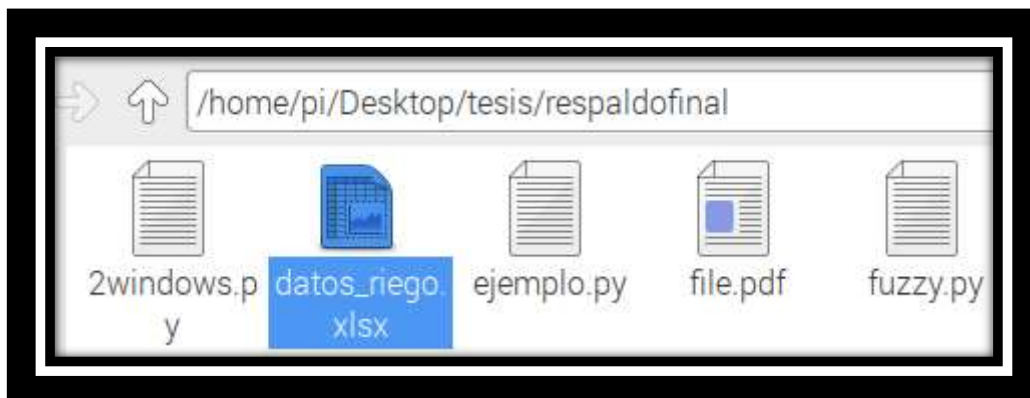 /home/pi/Desktop/tesis/respaldofinal
2windows.p
y
datos_riego.
xlsx
ejemplo.py
file.pdf
fuzzy.py